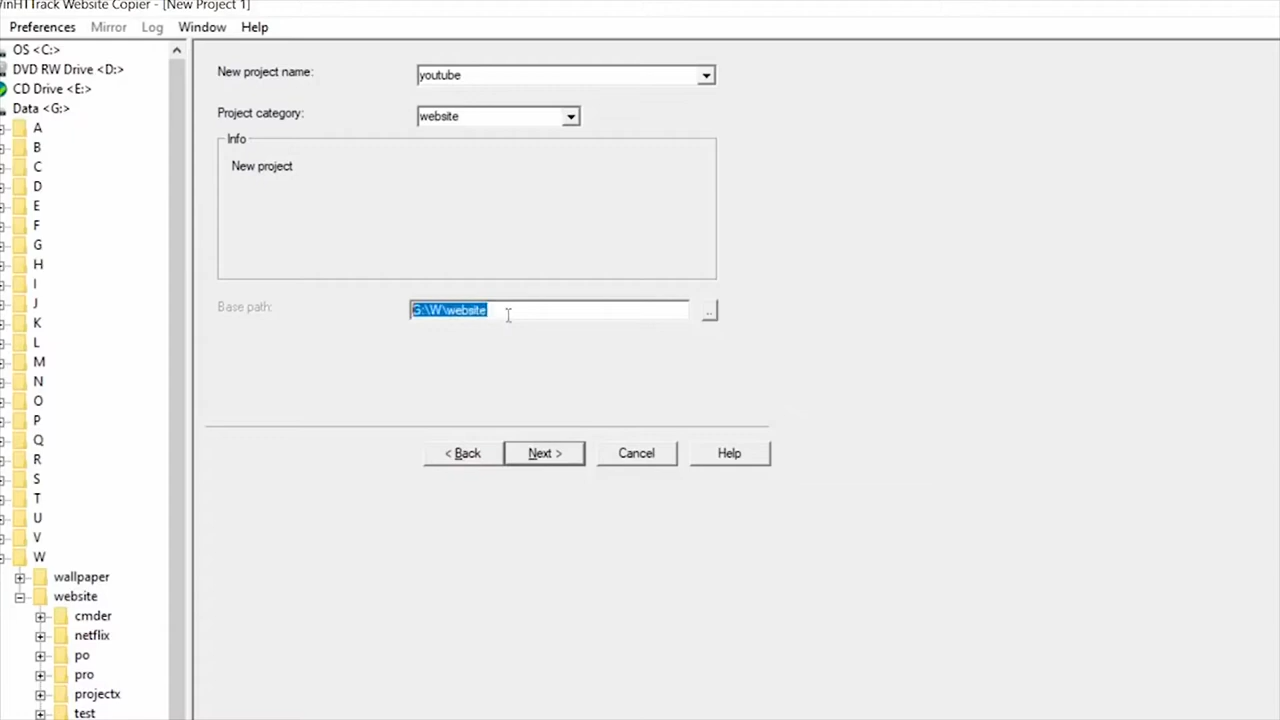 WinHTTrack Website Copier - [New Project 1]
Preferences Mirror Log Window Help
OS <C:>
DVD RW Drive <D:>
CD Drive <E:>
Data <G:>
A
B
C
D
E
F
G
H
I
J
K
L
M
N
O
P
Q
R
S
T
U
V
W
wallpaper
website
cmder
netflix
po
pro
projectx
test
New project name: youtube
Project category: website
Info
New project
Base path: G:\W\website ..
< Back Next > Cancel Help